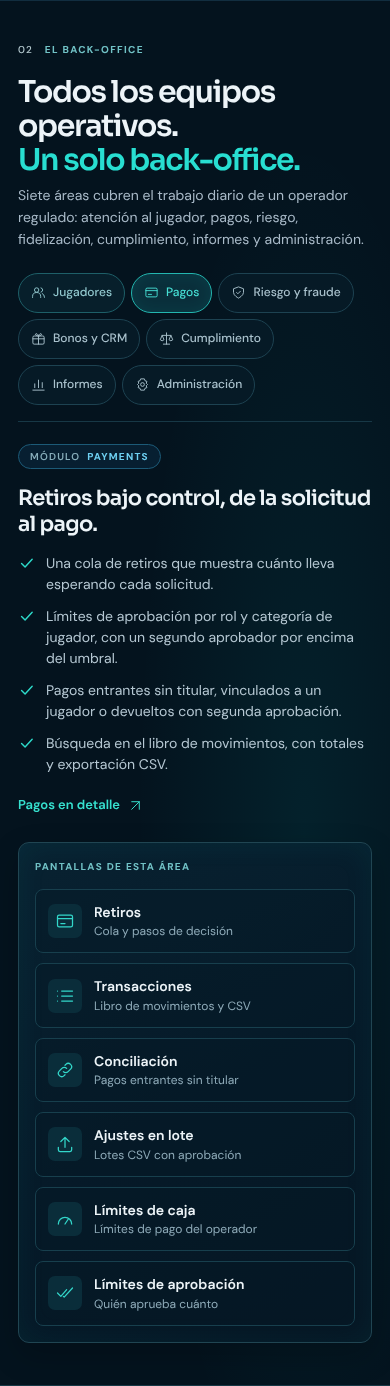 02 EL BACK-OFFICE
Todos los equipos
operativos.
Un solo back-office.
Siete áreas cubren el trabajo diario de un operador
regulado: atención al jugador, pagos, riesgo,
fidelización, cumplimiento, informes y administración.
Jugadores
Pagos
Riesgo y fraude
Bonos y CRM
Cumplimiento
Informes
Administración
MÓDULO PAYMENTS
Retiros bajo control, de la solicitud
al pago.
Una cola de retiros que muestra cuánto lleva
esperando cada solicitud.
Límites de aprobación por rol y categoría de
jugador, con un segundo aprobador por encima
del umbral.
Pagos entrantes sin titular, vinculados a un
jugador o devueltos con segunda aprobación.
Búsqueda en el libro de movimientos, con totales
y exportación CSV.
Pagos en detalle
PANTALLAS DE ESTA ÁREA
Retiros
Cola y pasos de decisión
Transacciones
Libro de movimientos y CSV
Conciliación
Pagos entrantes sin titular
Ajustes en lote
Lotes CSV con aprobación
Límites de caja
Límites de pago del operador
Límites de aprobación
Quién aprueba cuánto